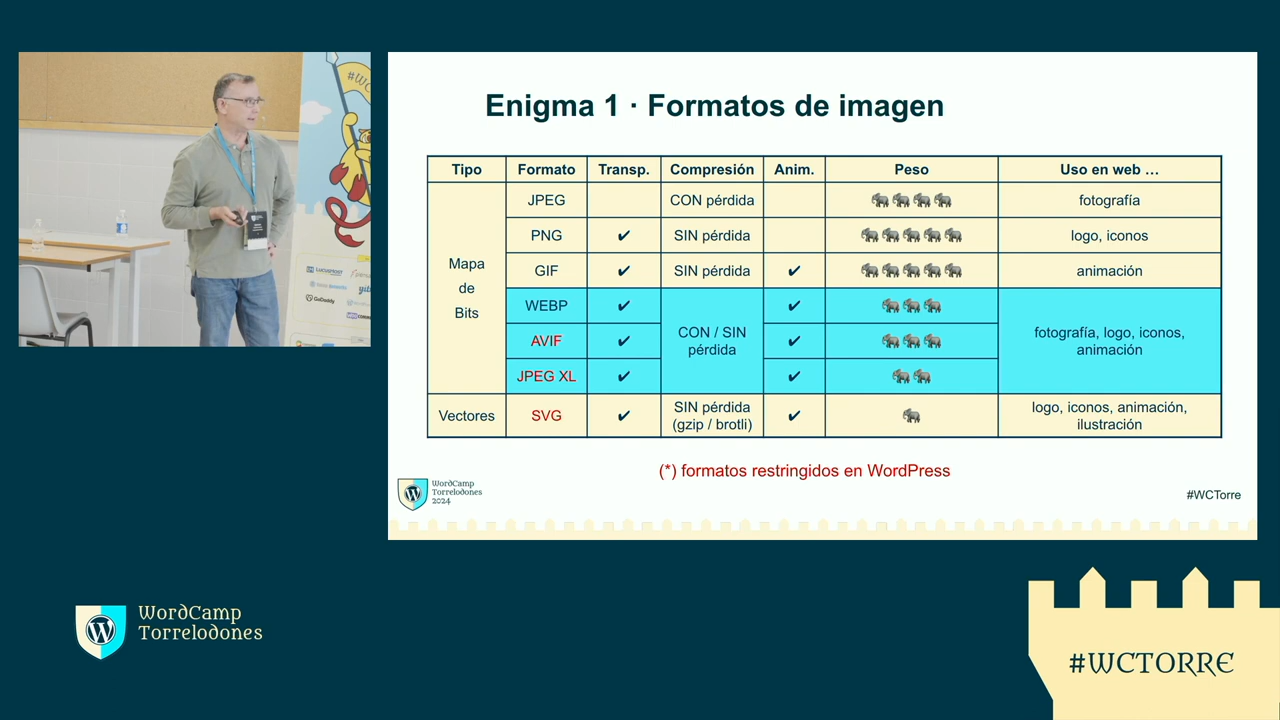 Enigma 1 · Formatos de imagen
Tipo Formato Transp. Compresión Anim. Peso Uso en web …
Mapa de Bits
JPEG CON pérdida fotografía
PNG ✔ SIN pérdida logo, iconos
GIF ✔ SIN pérdida ✔ animación
WEBP ✔ ✔
AVIF ✔ ✔
JPEG XL ✔ ✔
CON / SIN
pérdida
fotografía, logo, iconos,
animación
Vectores SVG ✔ SIN pérdida ✔ logo, iconos, animación,
(gzip / brotli) ilustración
(*) formatos restringidos en WordPress
WordCamp
Torrelodones
2024
#WCTorre
LUCUSHOST
GoDaddy
WordCamp
Torrelodones
#WCTORRE